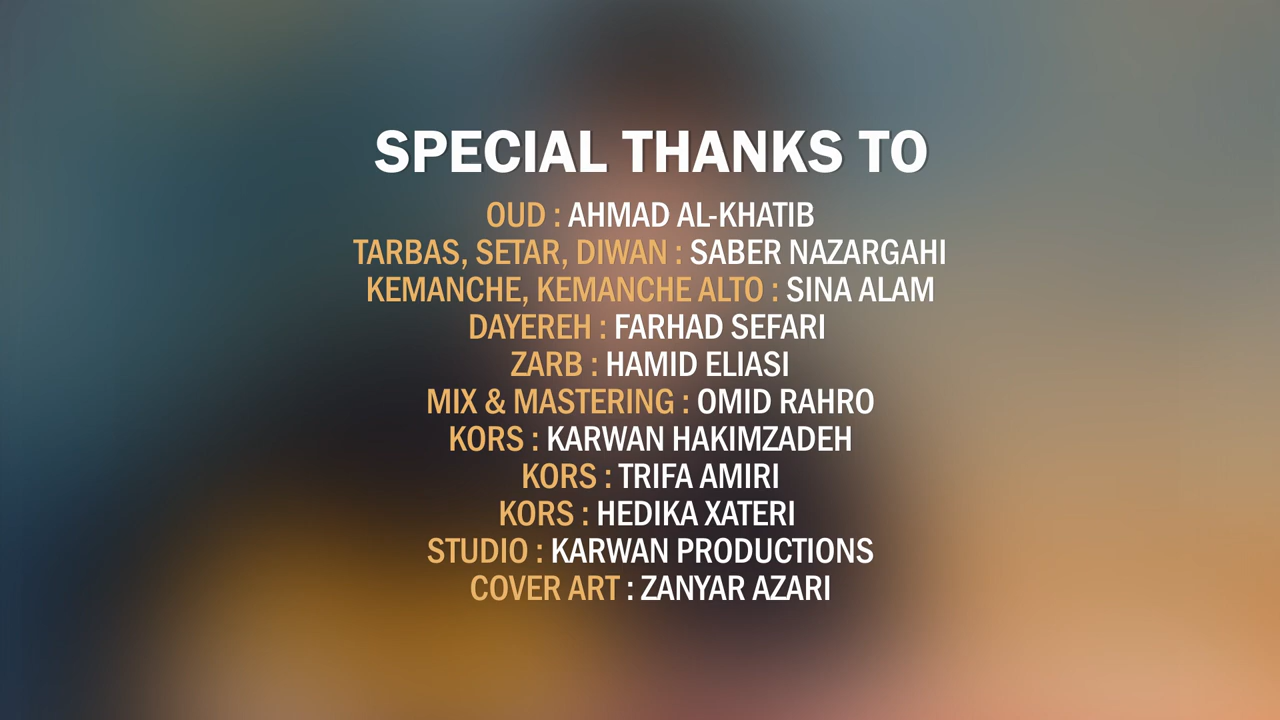 SPECIAL THANKS TO
OUD : AHMAD AL-KHATIB
TARBAS, SETAR, DIWAN : SABER NAZARGAHI
KEMANCHE, KEMANCHE ALTO : SINA ALAM
DAYEREH : FARHAD SEFARI
ZARB : HAMID ELIASI
MIX & MASTERING : OMID RAHRO
KORS : KARWAN HAKIMZADEH
KORS : TRIFA AMIRI
KORS : HEDIKA XATERI
STUDIO : KARWAN PRODUCTIONS
COVER ART : ZANYAR AZARI